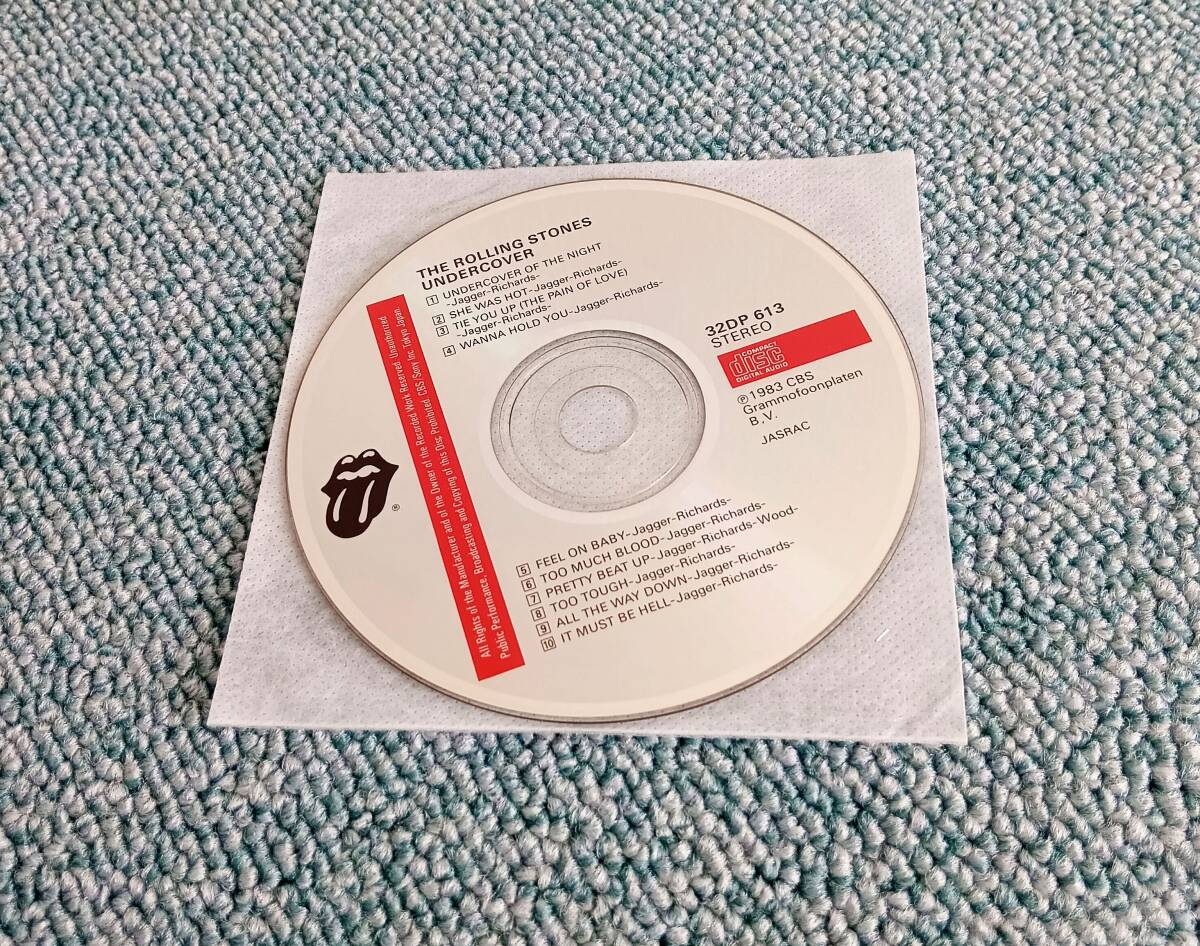 THE ROLLING STONES
UNDERCOVER
1 UNDERCOVER OF THE NIGHT
-Jagger-Richards-
2 SHE WAS HOT-Jagger-Richards-
3 TIE YOU UP (THE PAIN OF LOVE)
-Jagger-Richards-
4 WANNA HOLD YOU-Jagger-Richards-
32DP 613
STEREO
COMPACT
disc
DIGITAL AUDIO
℗1983 CBS
Grammofoonplaten
B.V.
JASRAC
All Rights of the Manufacturer and of the Owner of the Recorded Work Reserved. Unauthorized
Public Performance, Broadcasting and Copying of this Disc Prohibited. CBS/Sony Inc. Tokyo Japan.
®
5 FEEL ON BABY-Jagger-Richards-
6 TOO MUCH BLOOD-Jagger-Richards-
7 PRETTY BEAT UP-Jagger-Richards-Wood-
8 TOO TOUGH-Jagger-Richards-
9 ALL THE WAY DOWN-Jagger-Richards-
10 IT MUST BE HELL-Jagger-Richards-